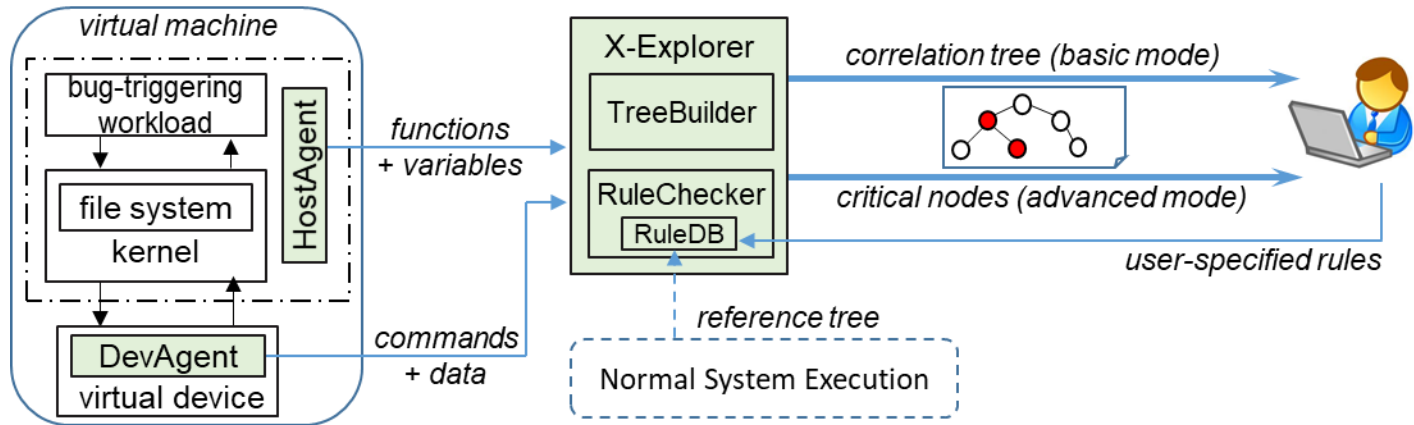 virtual machine
bug-triggering
workload
file system
kernel
HostAgent
DevAgent
virtual device
functions
+ variables
commands
+ data
X-Explorer
TreeBuilder
RuleChecker
RuleDB
correlation tree (basic mode)
critical nodes (advanced mode)
user-specified rules
reference tree
Normal System Execution